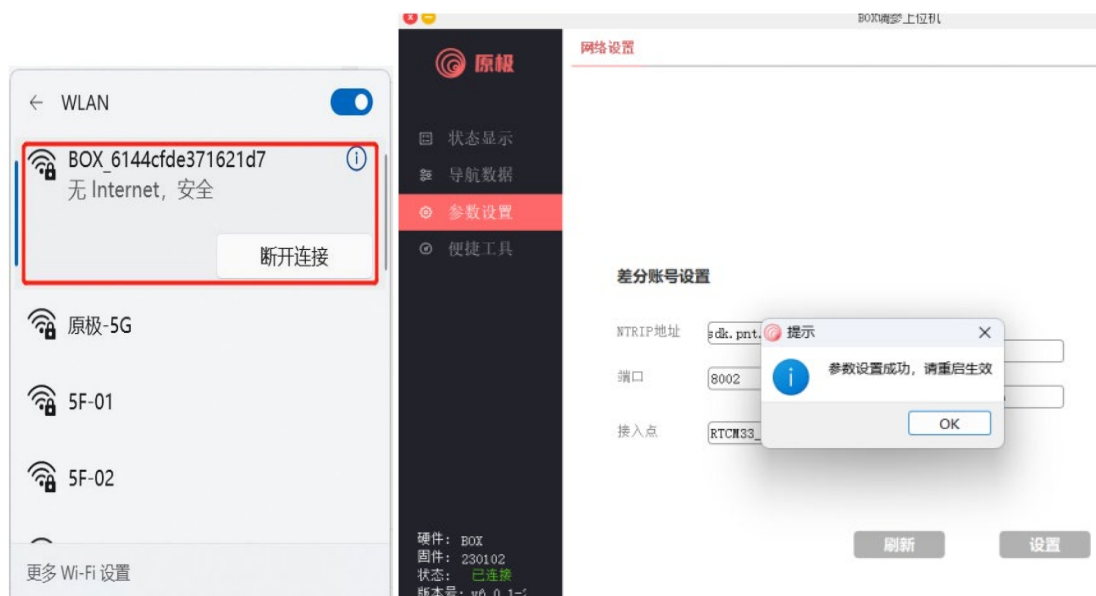 WLAN
BOX_6144cfde371621d7
无 Internet，安全
断开连接
原极-5G
5F-01
5F-02
更多 Wi-Fi 设置
原极
状态显示
导航数据
参数设置
便捷工具
硬件： BOX
固件： 230102
状态： 已连接
网络设置
差分账号设置
NTRIP地址
sdk.pnt.
端口
8002
接入点
RTCM33_
提示
参数设置成功，请重启生效
OK
刷新
设置